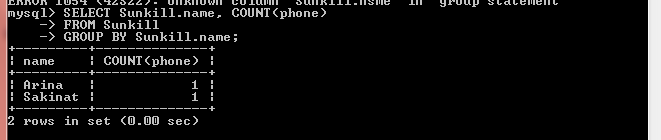 ERROR 1054 (42S22): Unknown column 'Sunkill.nsme' in 'group statement'
mysql> SELECT Sunkill.name, COUNT(phone)
-> FROM Sunkill
-> GROUP BY Sunkill.name;
+---------+--------------+
| name | COUNT(phone) |
+---------+--------------+
| Arina | 1 |
| Sakinat | 1 |
+---------+--------------+
2 rows in set (0.00 sec)